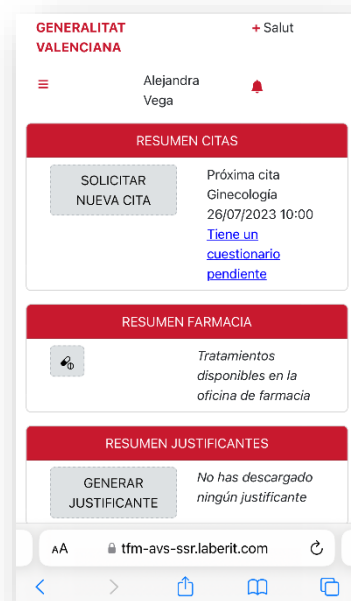 GENERALITAT
VALENCIANA
+ Salut
Alejandra
Vega
RESUMEN CITAS
SOLICITAR
NUEVA CITA
Próxima cita
Ginecología
26/07/2023 10:00
Tiene un
cuestionario
pendiente
RESUMEN FARMACIA
Tratamientos
disponibles en la
oficina de farmacia
RESUMEN JUSTIFICANTES
GENERAR
JUSTIFICANTE
No has descargado
ningún justificante
AA
tfm-avs-ssr.laberit.com